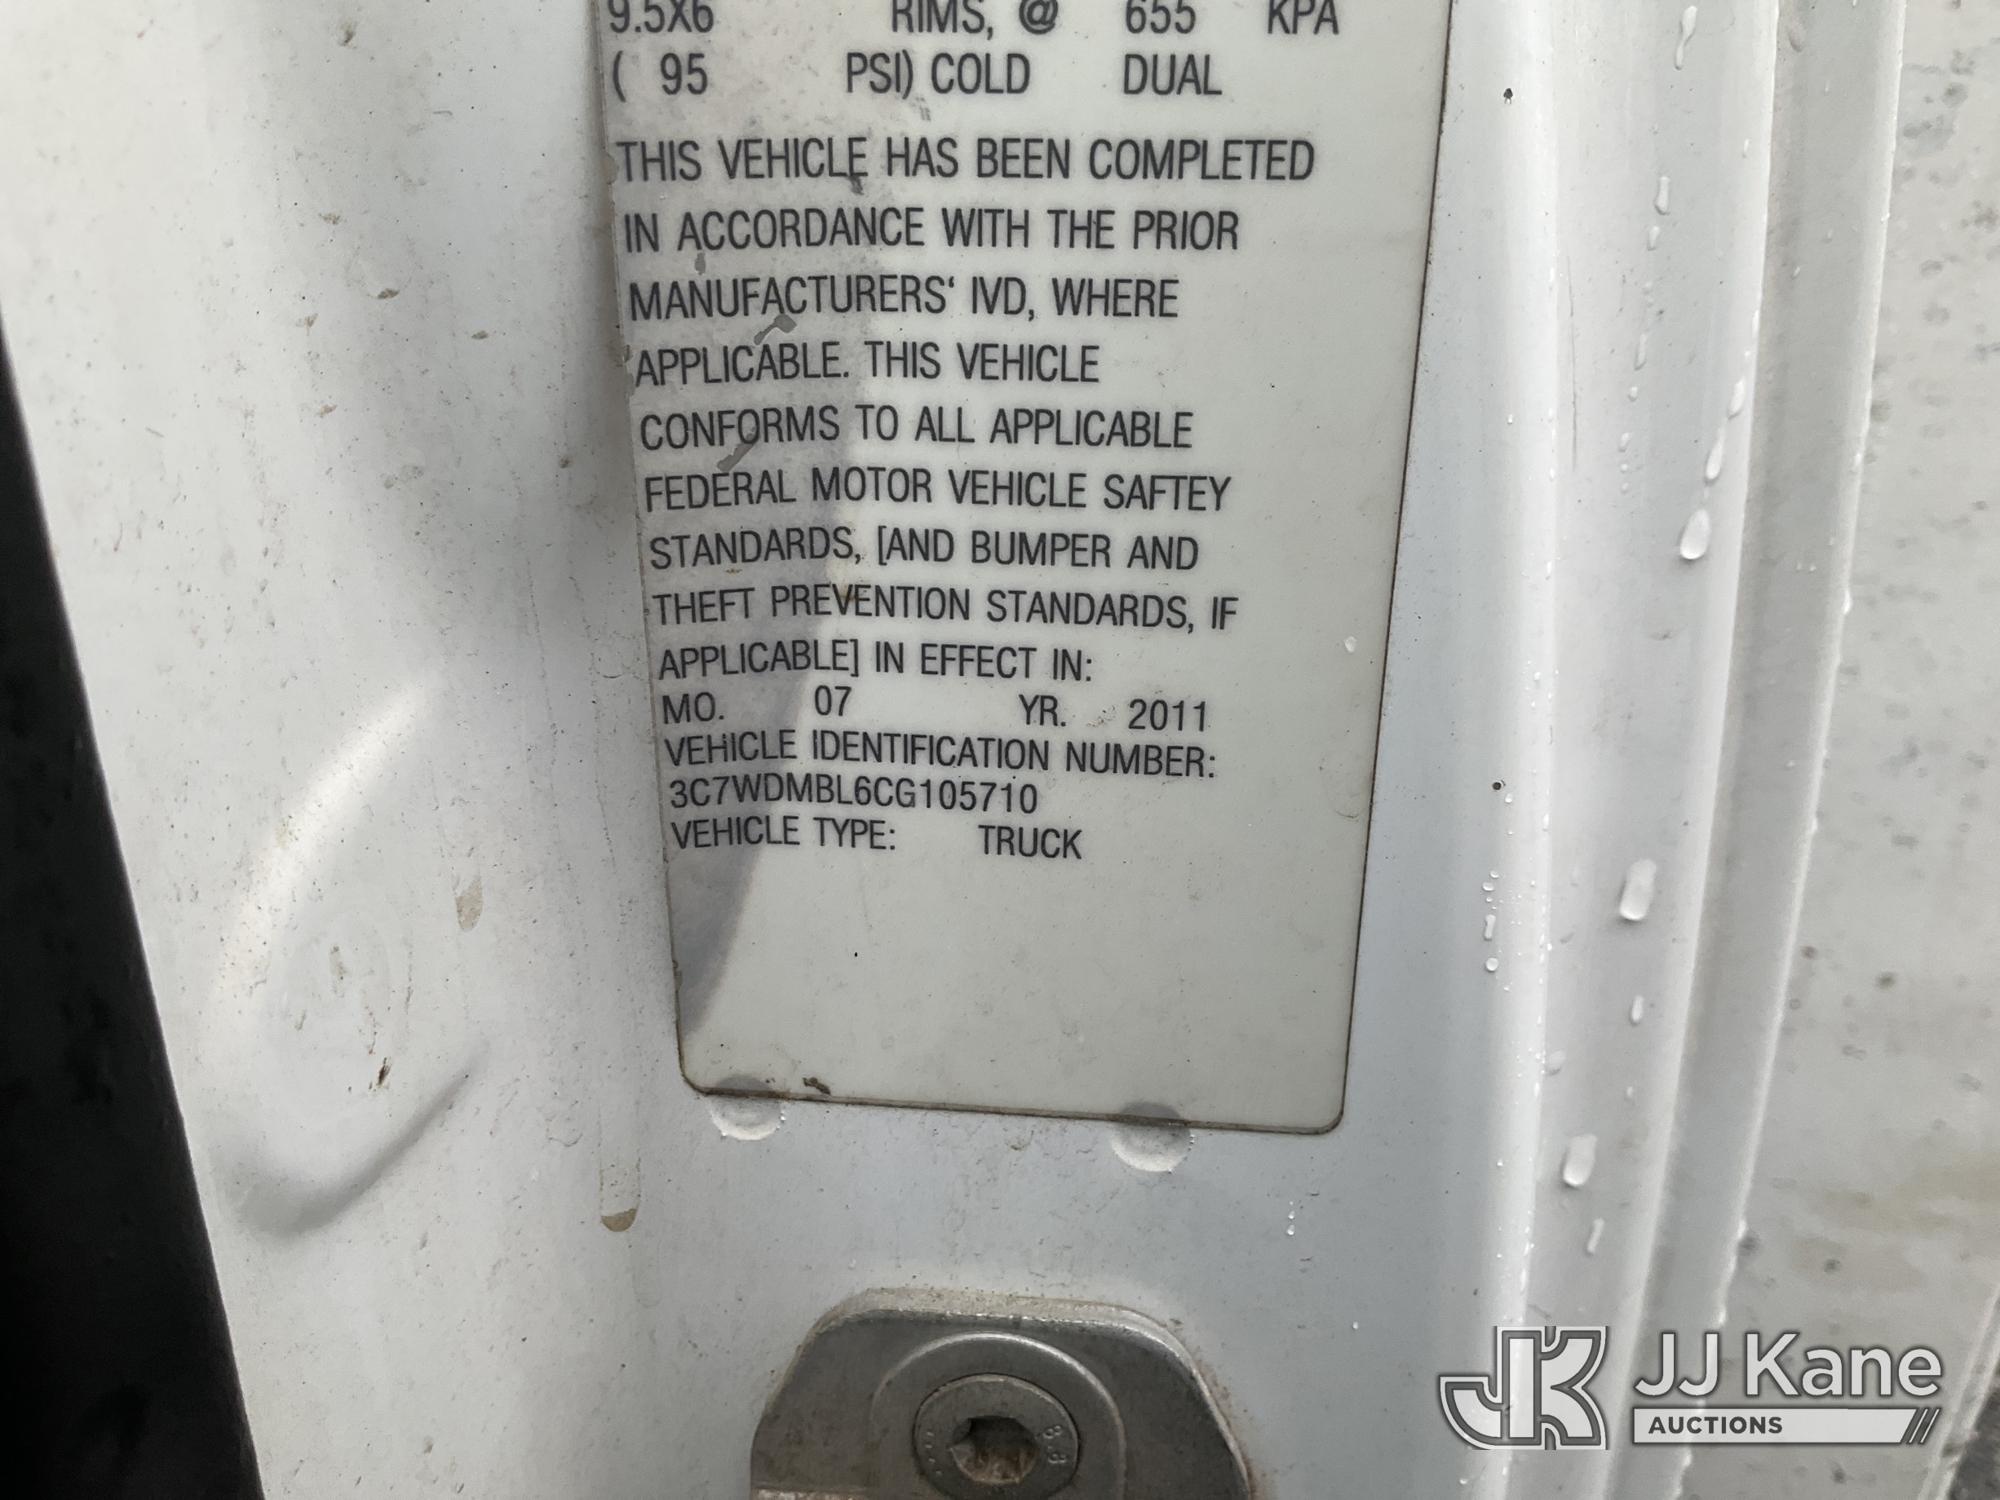 9.5X6 RIMS, @ 655 KPA
( 95 PSI) COLD DUAL
THIS VEHICLE HAS BEEN COMPLETED
IN ACCORDANCE WITH THE PRIOR
MANUFACTURERS' IVD, WHERE
APPLICABLE. THIS VEHICLE
CONFORMS TO ALL APPLICABLE
FEDERAL MOTOR VEHICLE SAFTEY
STANDARDS, [AND BUMPER AND
THEFT PREVENTION STANDARDS, IF
APPLICABLE] IN EFFECT IN:
MO. 07 YR. 2011
VEHICLE IDENTIFICATION NUMBER:
3C7WDMBL6CG105710
VEHICLE TYPE: TRUCK
8.8
JK JJ Kane
AUCTIONS